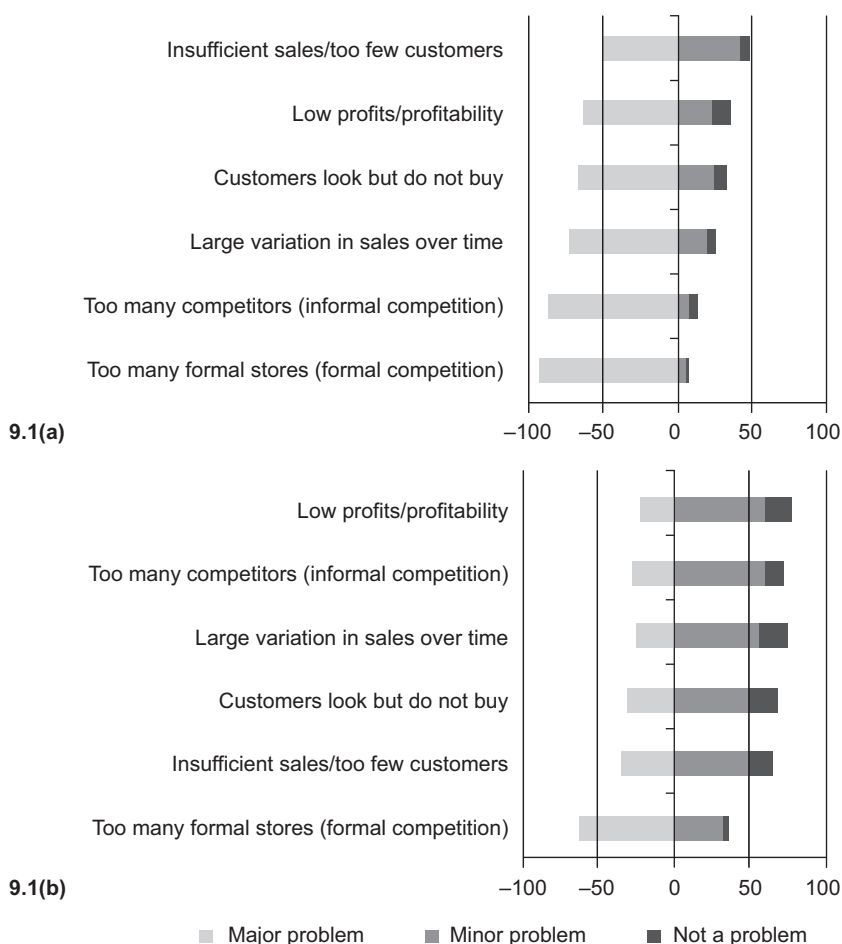 Insufficient sales/too few customers
Low profits/profitability
Customers look but do not buy
Large variation in sales over time
Too many competitors (informal competition)
Too many formal stores (formal competition)
9.1(a)
–100 –50 0 50 100
Low profits/profitability
Too many competitors (informal competition)
Large variation in sales over time
Customers look but do not buy
Insufficient sales/too few customers
Too many formal stores (formal competition)
9.1(b)
–100 –50 0 50 100
Major problem Minor problem Not a problem